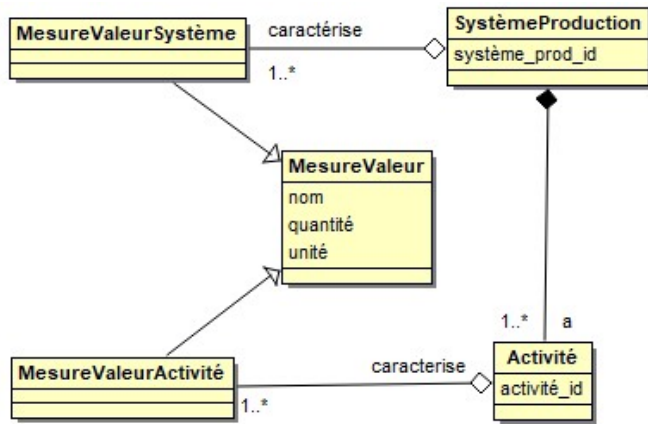 MesureValeurSystème
caractérise
1..*
SystèmeProduction
système_prod_id
MesureValeur
nom
quantité
unité
1..*
a
MesureValeurActivité
1..*
caracterise
Activité
activité_id